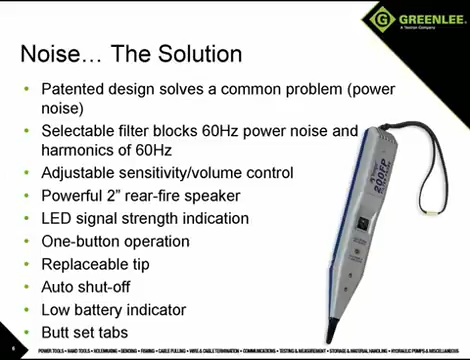 GREENLEE
A Textron Company
Noise… The Solution
• Patented design solves a common problem (power
noise)
• Selectable filter blocks 60Hz power noise and
harmonics of 60Hz
• Adjustable sensitivity/volume control
• Powerful 2” rear-fire speaker
• LED signal strength indication
• One-button operation
• Replaceable tip
• Auto shut-off
• Low battery indicator
• Butt set tabs
200FP
POWER TOOLS • HAND TOOLS • HOLEMAKING • BENDING • FISHING • CABLE PULLING • WIRE & CABLE TERMINATION • COMMUNICATIONS • TESTING & MEASUREMENT • STORAGE & MATERIAL HANDLING • HYDRAULIC PUMPS & MISCELLANEOUS